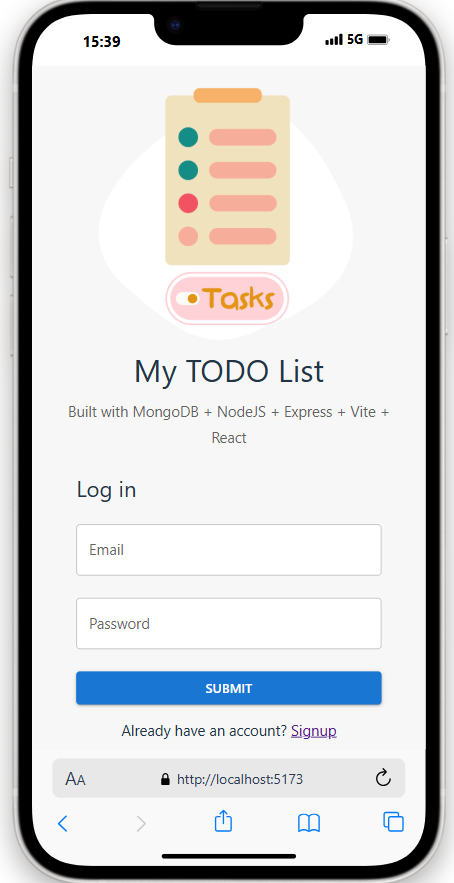 15:39
5G
Tasks
My TODO List
Built with MongoDB + NodeJS + Express + Vite +
React
Log in
Email
Password
SUBMIT
Already have an account? Signup
AA http://localhost:5173